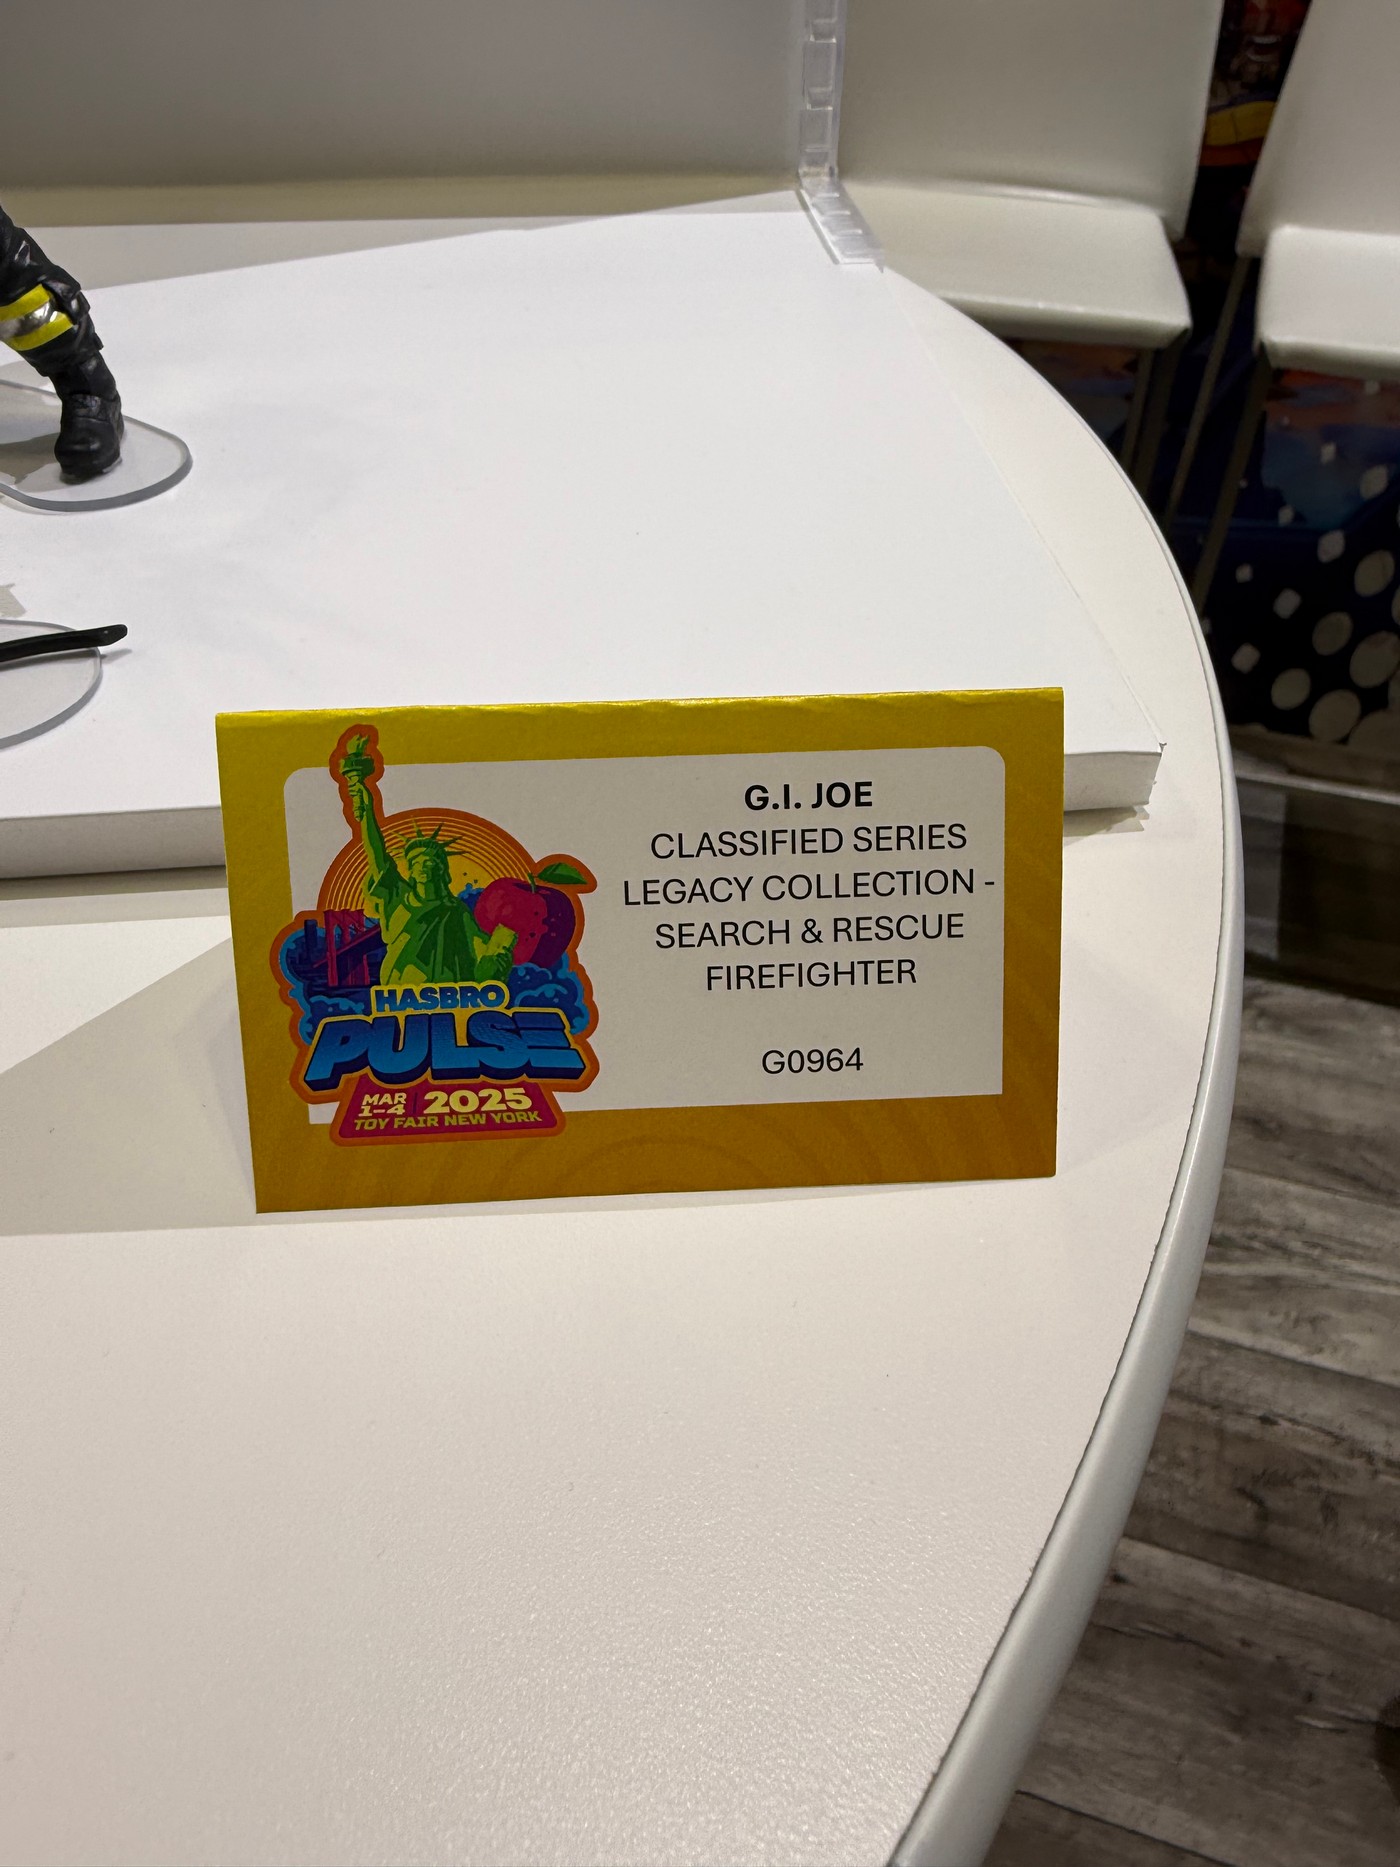 G.I. JOE
CLASSIFIED SERIES
LEGACY COLLECTION -
SEARCH & RESCUE
FIREFIGHTER
G0964
HASBRO
PULSE
MAR
1-4
2025
TOY FAIR NEW YORK